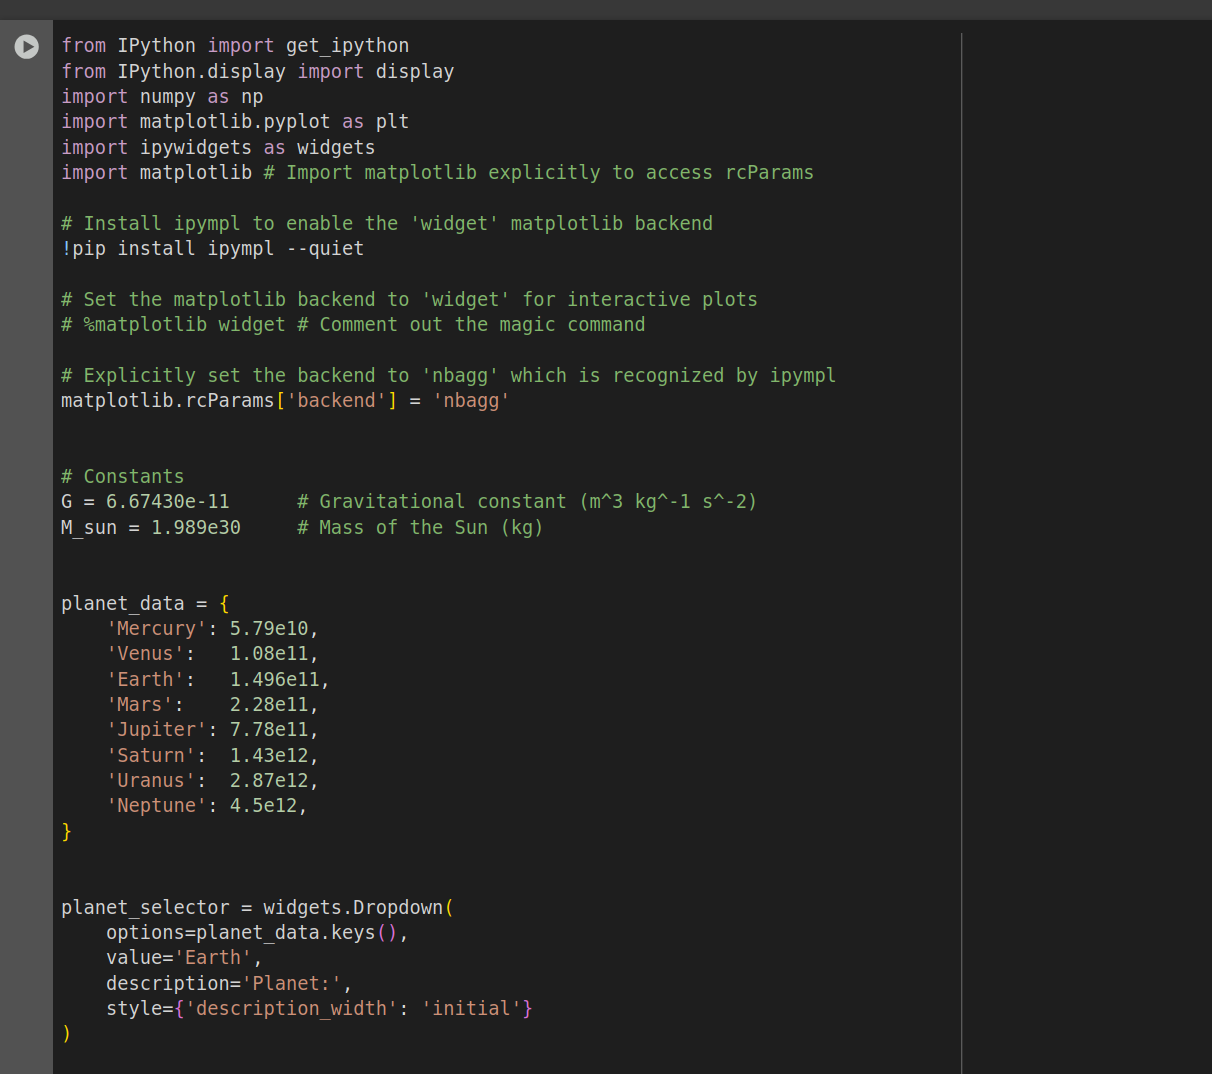 from IPython import get_ipython
from IPython.display import display
import numpy as np
import matplotlib.pyplot as plt
import ipywidgets as widgets
import matplotlib # Import matplotlib explicitly to access rcParams

# Install ipympl to enable the 'widget' matplotlib backend
!pip install ipympl --quiet

# Set the matplotlib backend to 'widget' for interactive plots
# %matplotlib widget # Comment out the magic command

# Explicitly set the backend to 'nbagg' which is recognized by ipympl
matplotlib.rcParams['backend'] = 'nbagg'

# Constants
G = 6.67430e-11      # Gravitational constant (m^3 kg^-1 s^-2)
M_sun = 1.989e30     # Mass of the Sun (kg)

planet_data = {
    'Mercury': 5.79e10,
    'Venus':   1.08e11,
    'Earth':   1.496e11,
    'Mars':    2.28e11,
    'Jupiter': 7.78e11,
    'Saturn':  1.43e12,
    'Uranus':  2.87e12,
    'Neptune': 4.5e12,
}

planet_selector = widgets.Dropdown(
    options=planet_data.keys(),
    value='Earth',
    description='Planet:',
    style={'description_width': 'initial'}
)